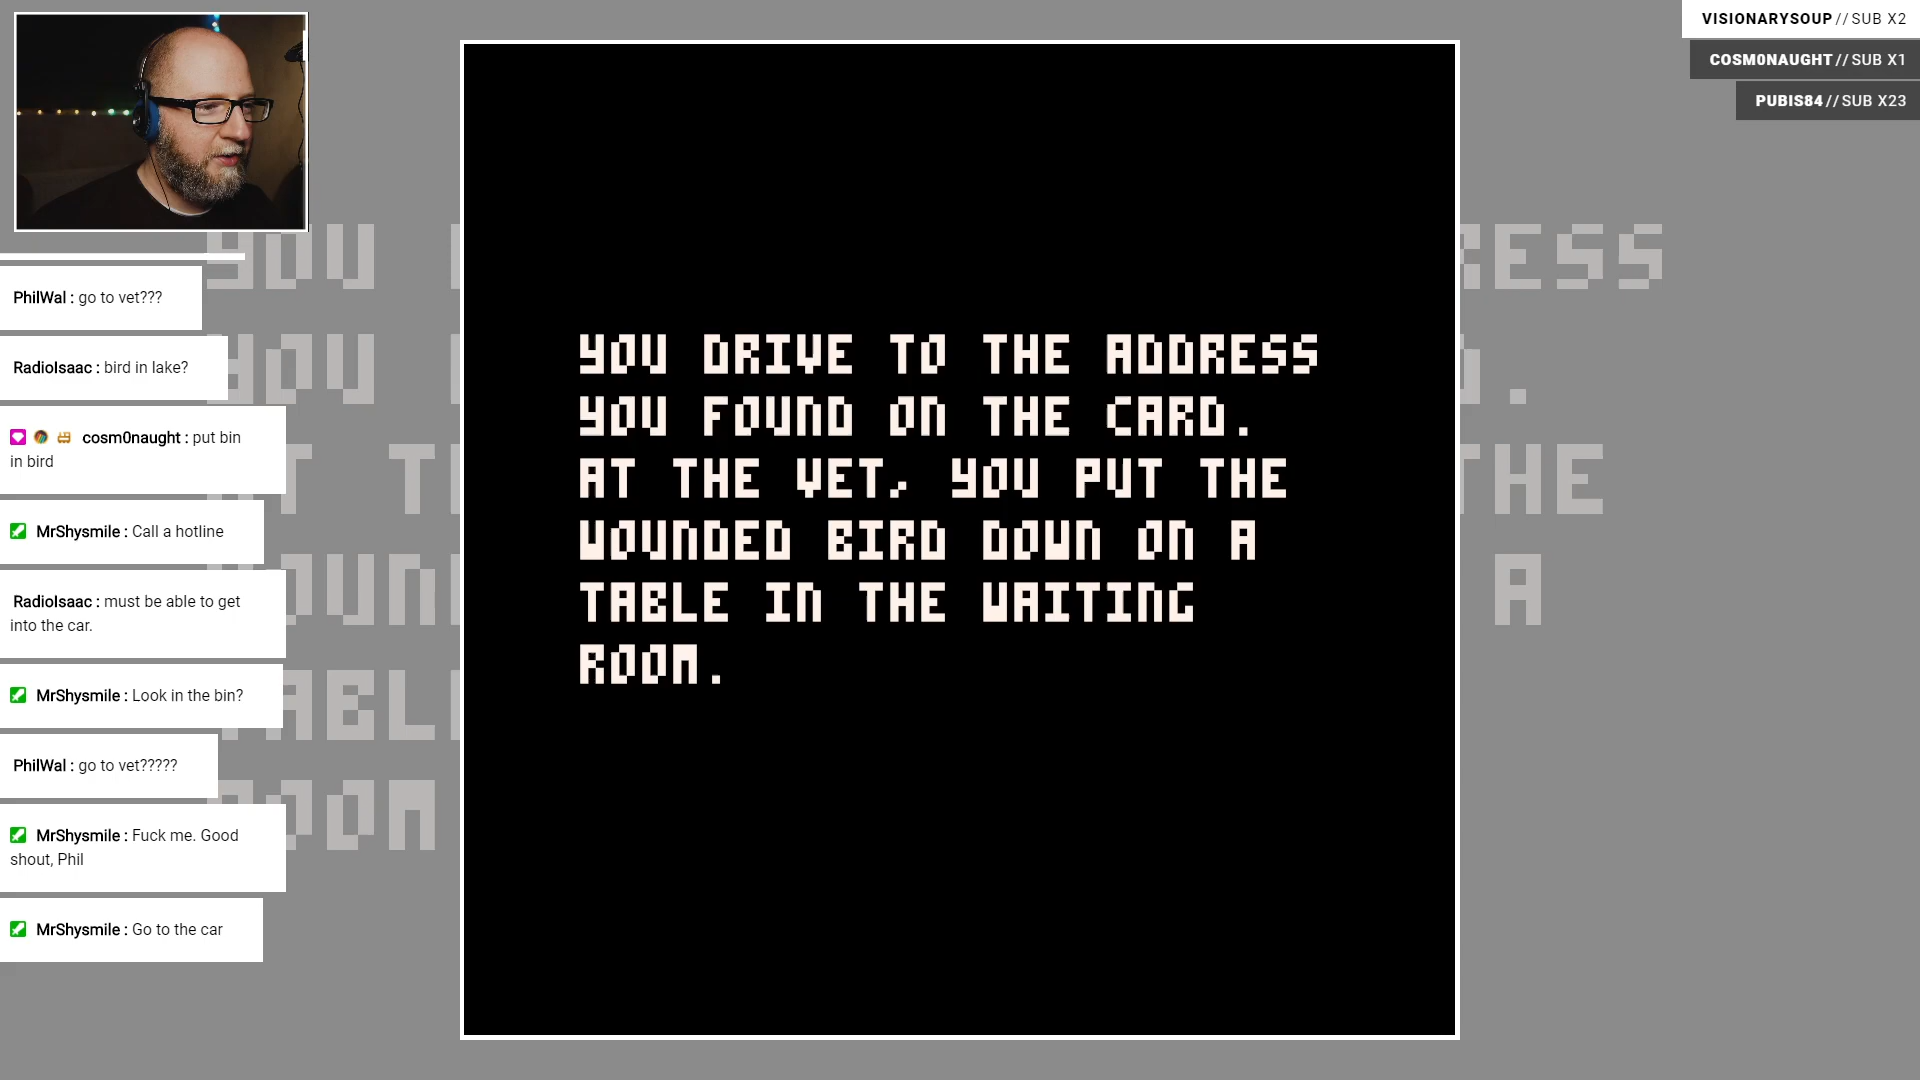 VISIONARYSOUP // SUB X2
COSM0NAUGHT // SUB X1
PUBIS84 // SUB X23
PhilWal : go to vet???
RadioIsaac : bird in lake?
cosm0naught : put bin
in bird
MrShysmile : Call a hotline
RadioIsaac : must be able to get
into the car.
MrShysmile : Look in the bin?
PhilWal : go to vet?????
MrShysmile : Fuck me. Good
shout, Phil
MrShysmile : Go to the car
YOU DRIVE TO THE ADDRESS
YOU FOUND ON THE CARD.
AT THE VET, YOU PUT THE
WOUNDED BIRD DOWN ON A
TABLE IN THE WAITING
ROOM.